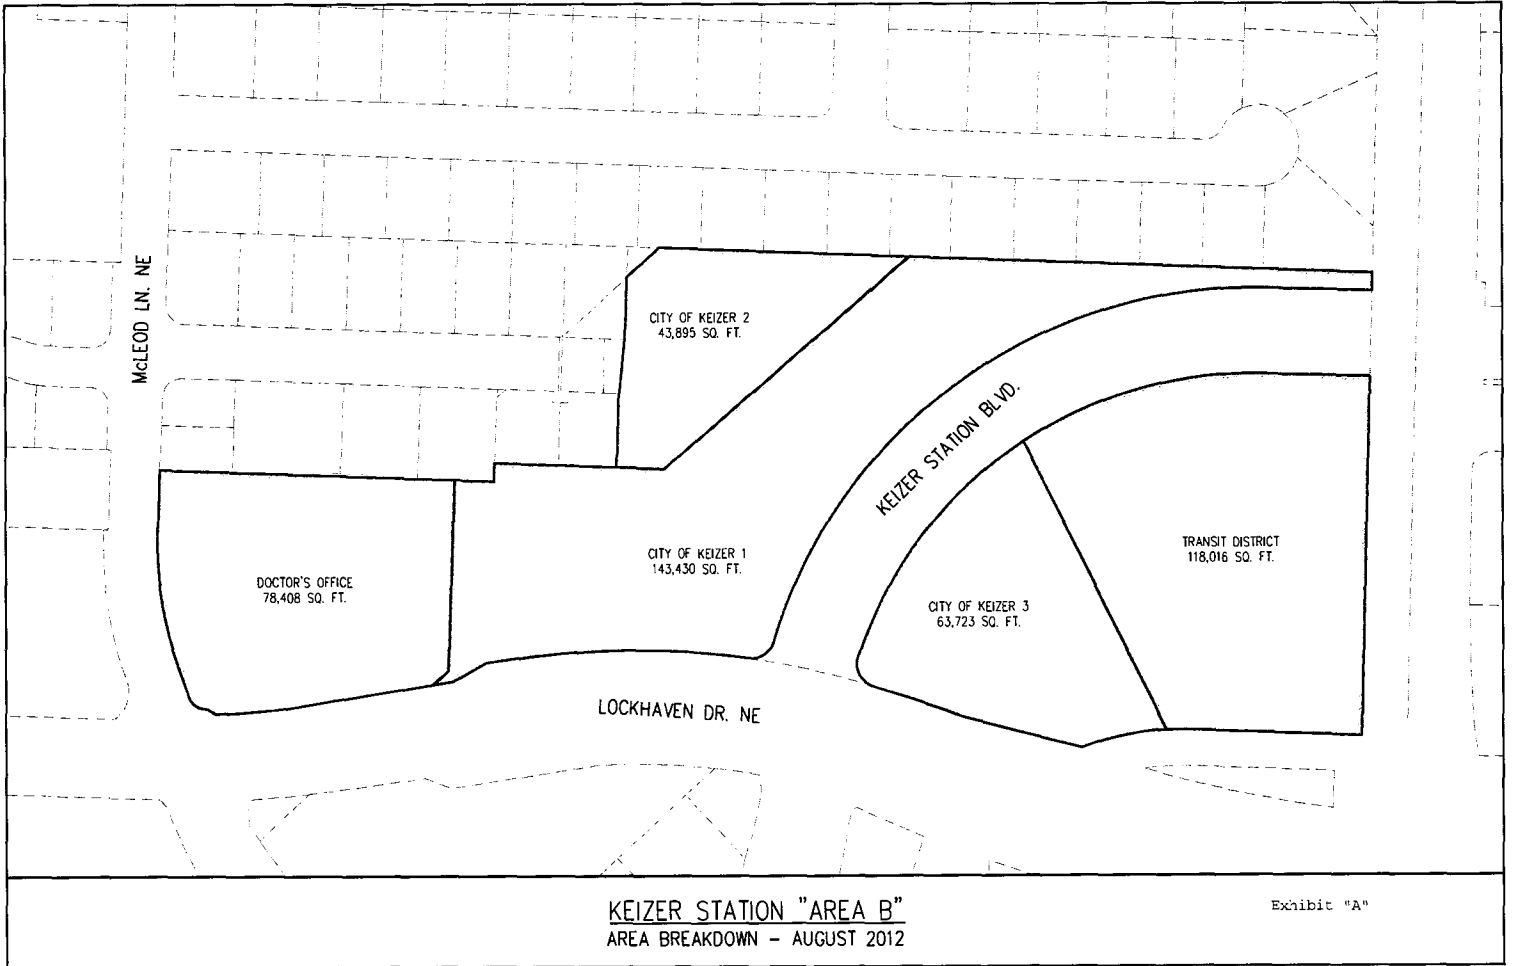 McLEOD LN. NE
CITY OF KEIZER 2
43,895 SQ. FT.
KEIZER STATION BLVD.
DOCTOR'S OFFICE
78,408 SQ. FT.
CITY OF KEIZER 1
143,430 SQ. FT.
CITY OF KEIZER 3
63,723 SQ. FT.
TRANSIT DISTRICT
118,016 SQ. FT.
LOCKHAVEN DR. NE
KEIZER STATION "AREA B"
AREA BREAKDOWN - AUGUST 2012
Exhibit "A"